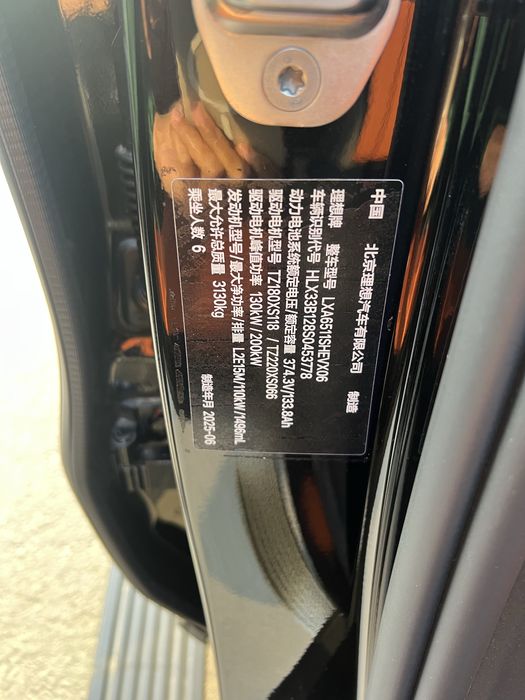 中国 北京理想汽车有限公司 制造
理想牌 整车型号 LXA6511SHEVX06
车辆识别代号 HLX33B128S0453778
动力电池系统额定电压/额定容量 374.3V/133.8Ah
驱动电机型号 TZ180XS118 / TZ220XS066
驱动电机峰值功率 130kW/200kW
发动机型号/最大净功率/排量 L2E15M/110kW/1496mL
最大允许总质量 3130kg
乘坐人数 6 制造年月 2025-06